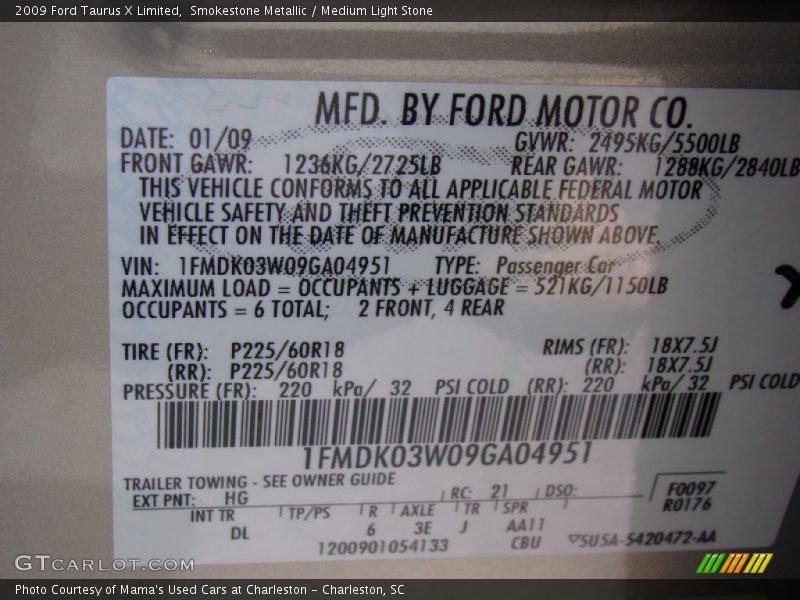 2009 Ford Taurus X Limited, Smokestone Metallic / Medium Light Stone
MFD. BY FORD MOTOR CO.
DATE: 01/09 GVWR: 2495KG/5500LB
FRONT GAWR: 1236KG/2725LB REAR GAWR: 1288KG/2840LB
THIS VEHICLE CONFORMS TO ALL APPLICABLE FEDERAL MOTOR
VEHICLE SAFETY AND THEFT PREVENTION STANDARDS
IN EFFECT ON THE DATE OF MANUFACTURE SHOWN ABOVE.
VIN: 1FMDK03W09GA04951 TYPE: Passenger Car
MAXIMUM LOAD = OCCUPANTS + LUGGAGE = 521KG/1150LB
OCCUPANTS = 6 TOTAL; 2 FRONT, 4 REAR
TIRE (FR): P225/60R18 RIMS (FR): 18X7.5J
(RR): P225/60R18 (RR): 18X7.5J
PRESSURE (FR): 220 kPa/ 32 PSI COLD (RR): 220 kPa/ 32 PSI COLD
1FMDK03W09GA04951
TRAILER TOWING - SEE OWNER GUIDE
EXT PNT: HG RC: 21 DSO: F0097
R0176
INT TR TP/PS R AXLE TR SPR
DL 6 3E J AA11
1200901054133 CBU 5U5A-5420472-AA
GTCARLOT.COM
Photo Courtesy of Mama's Used Cars at Charleston - Charleston, SC